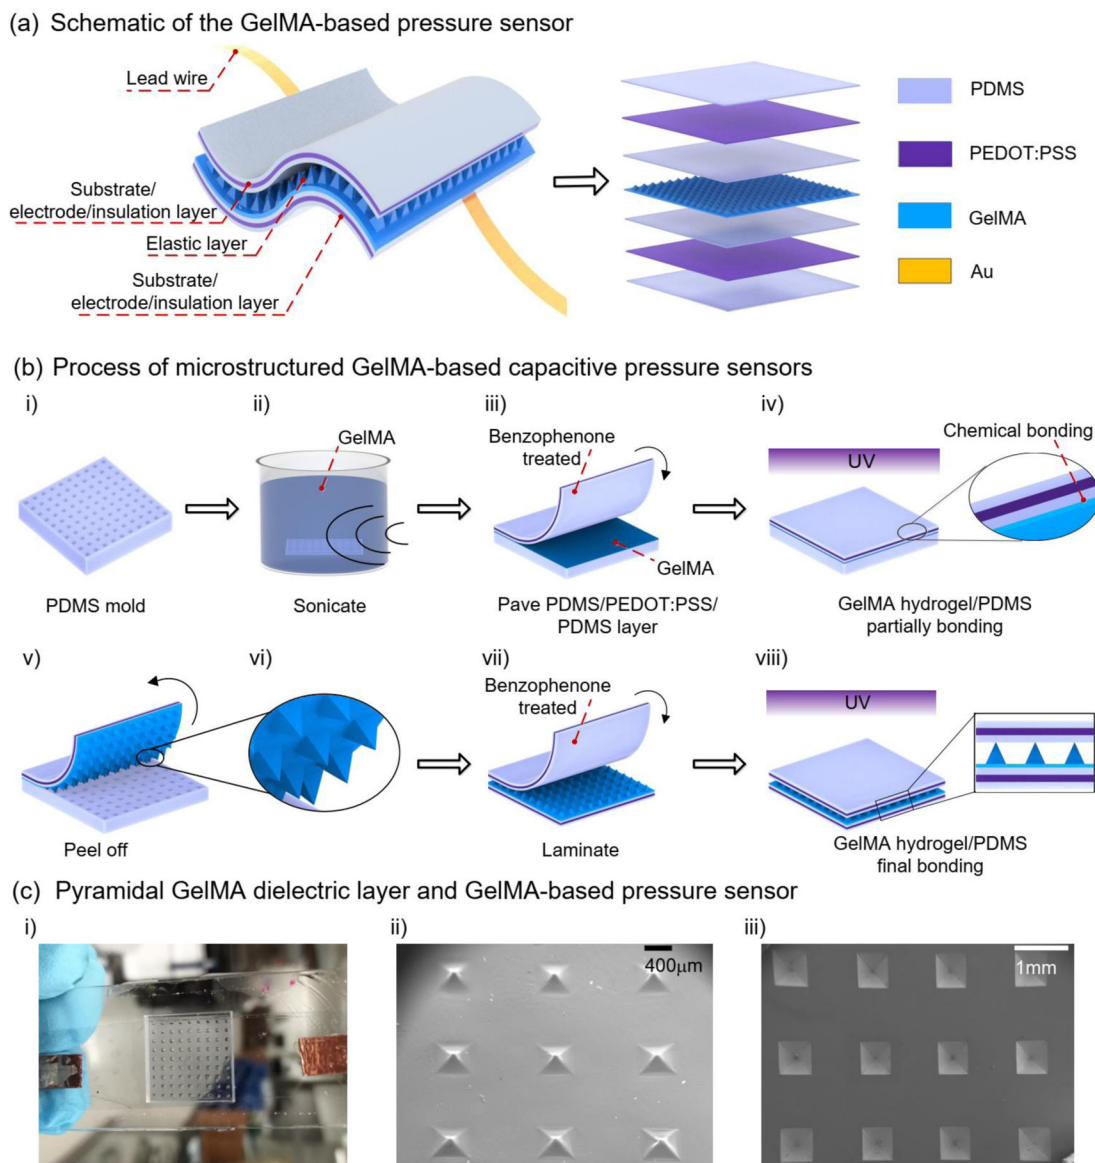 (a) Schematic of the GelMA-based pressure sensor
Lead wire
Substrate/
electrode/insulation layer
Elastic layer
Substrate/
electrode/insulation layer
PDMS
PEDOT:PSS
GelMA
Au
(b) Process of microstructured GelMA-based capacitive pressure sensors
i)
PDMS mold
ii)
GelMA
Sonicate
iii)
Benzophenone
treated
GelMA
Pave PDMS/PEDOT:PSS/
PDMS layer
iv)
Chemical bonding
UV
GelMA hydrogel/PDMS
partially bonding
v)
Peel off
vi)
vii)
Benzophenone
treated
Laminate
viii)
UV
GelMA hydrogel/PDMS
final bonding
(c) Pyramidal GelMA dielectric layer and GelMA-based pressure sensor
i)
ii)
400μm
iii)
1mm